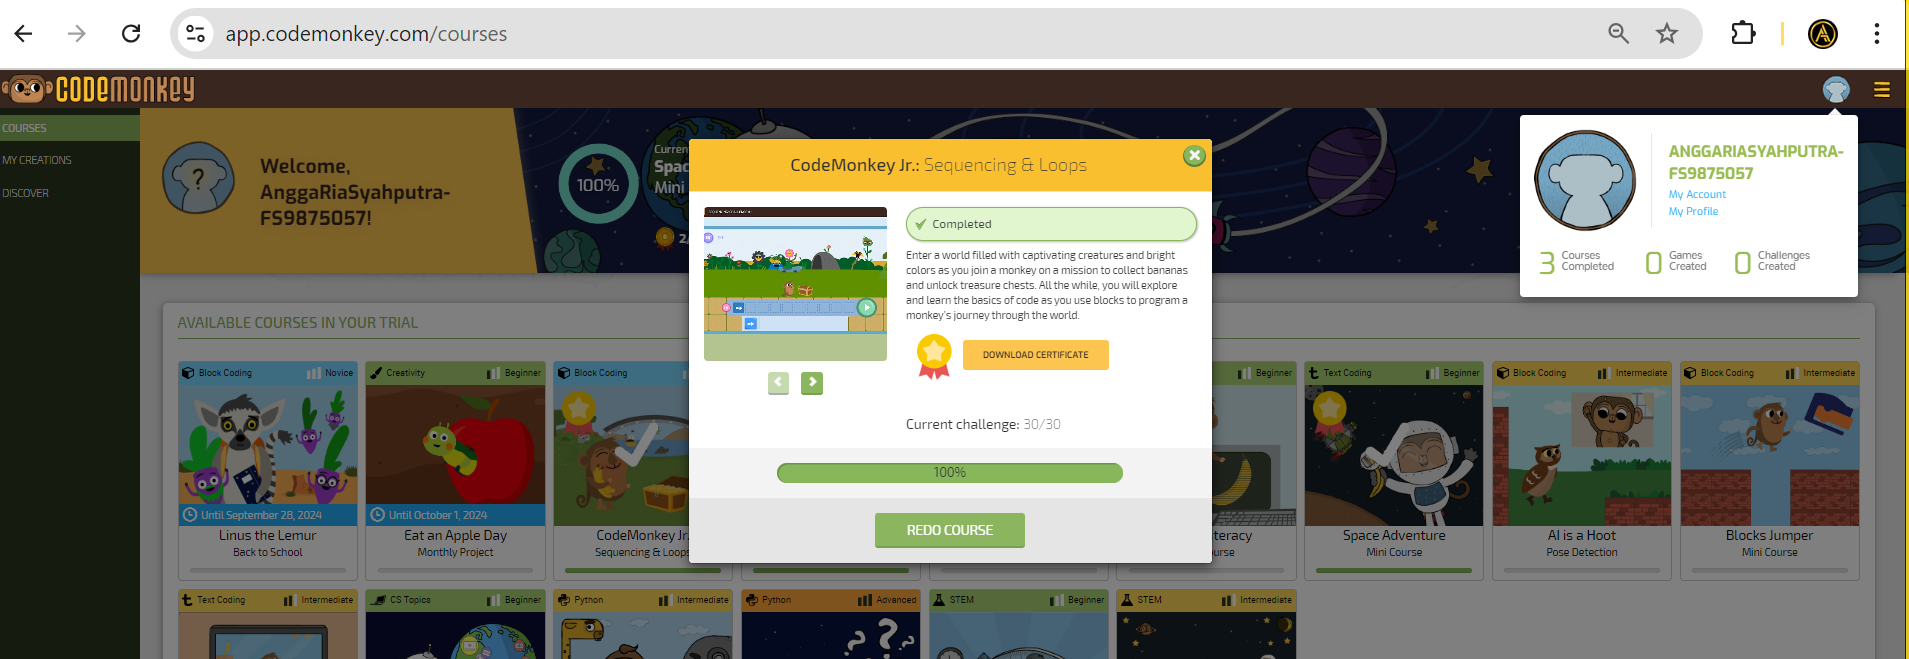 app.codemonkey.com/courses
CODEMONKEY
COURSES
MY CREATIONS
DISCOVER
Welcome,
AnggaRiaSyahputra-
FS9875057!
100%
Curren
Spac
Mini
2/
CodeMonkey Jr.: Sequencing & Loops
Completed
Enter a world filled with captivating creatures and bright
colors as you join a monkey on a mission to collect bananas
and unlock treasure chests. All the while, you will explore
and learn the basics of code as you use blocks to program a
monkey's journey through the world.
DOWNLOAD CERTIFICATE
Current challenge: 30/30
100%
REDO COURSE
ANGGARIASYAHPUTRA-
FS9875057
My Account
My Profile
3 Courses Completed
0 Games Created
0 Challenges Created
AVAILABLE COURSES IN YOUR TRIAL
Block Coding Novice
Until September 28, 2024
Linus the Lemur
Back to School
Creativity Beginner
Until October 1, 2024
Eat an Apple Day
Monthly Project
Block Coding
CodeMonkey Jr.
Sequencing & Loops
Beginner
teracy
urse
Text Coding Beginner
Space Adventure
Mini Course
Block Coding Intermediate
AI is a Hoot
Pose Detection
Block Coding Intermediate
Blocks Jumper
Mini Course
Text Coding Intermediate
CS Topics Beginner
Python Intermediate
Python Advanced
? ? ?
STEM Beginner
STEM Intermediate